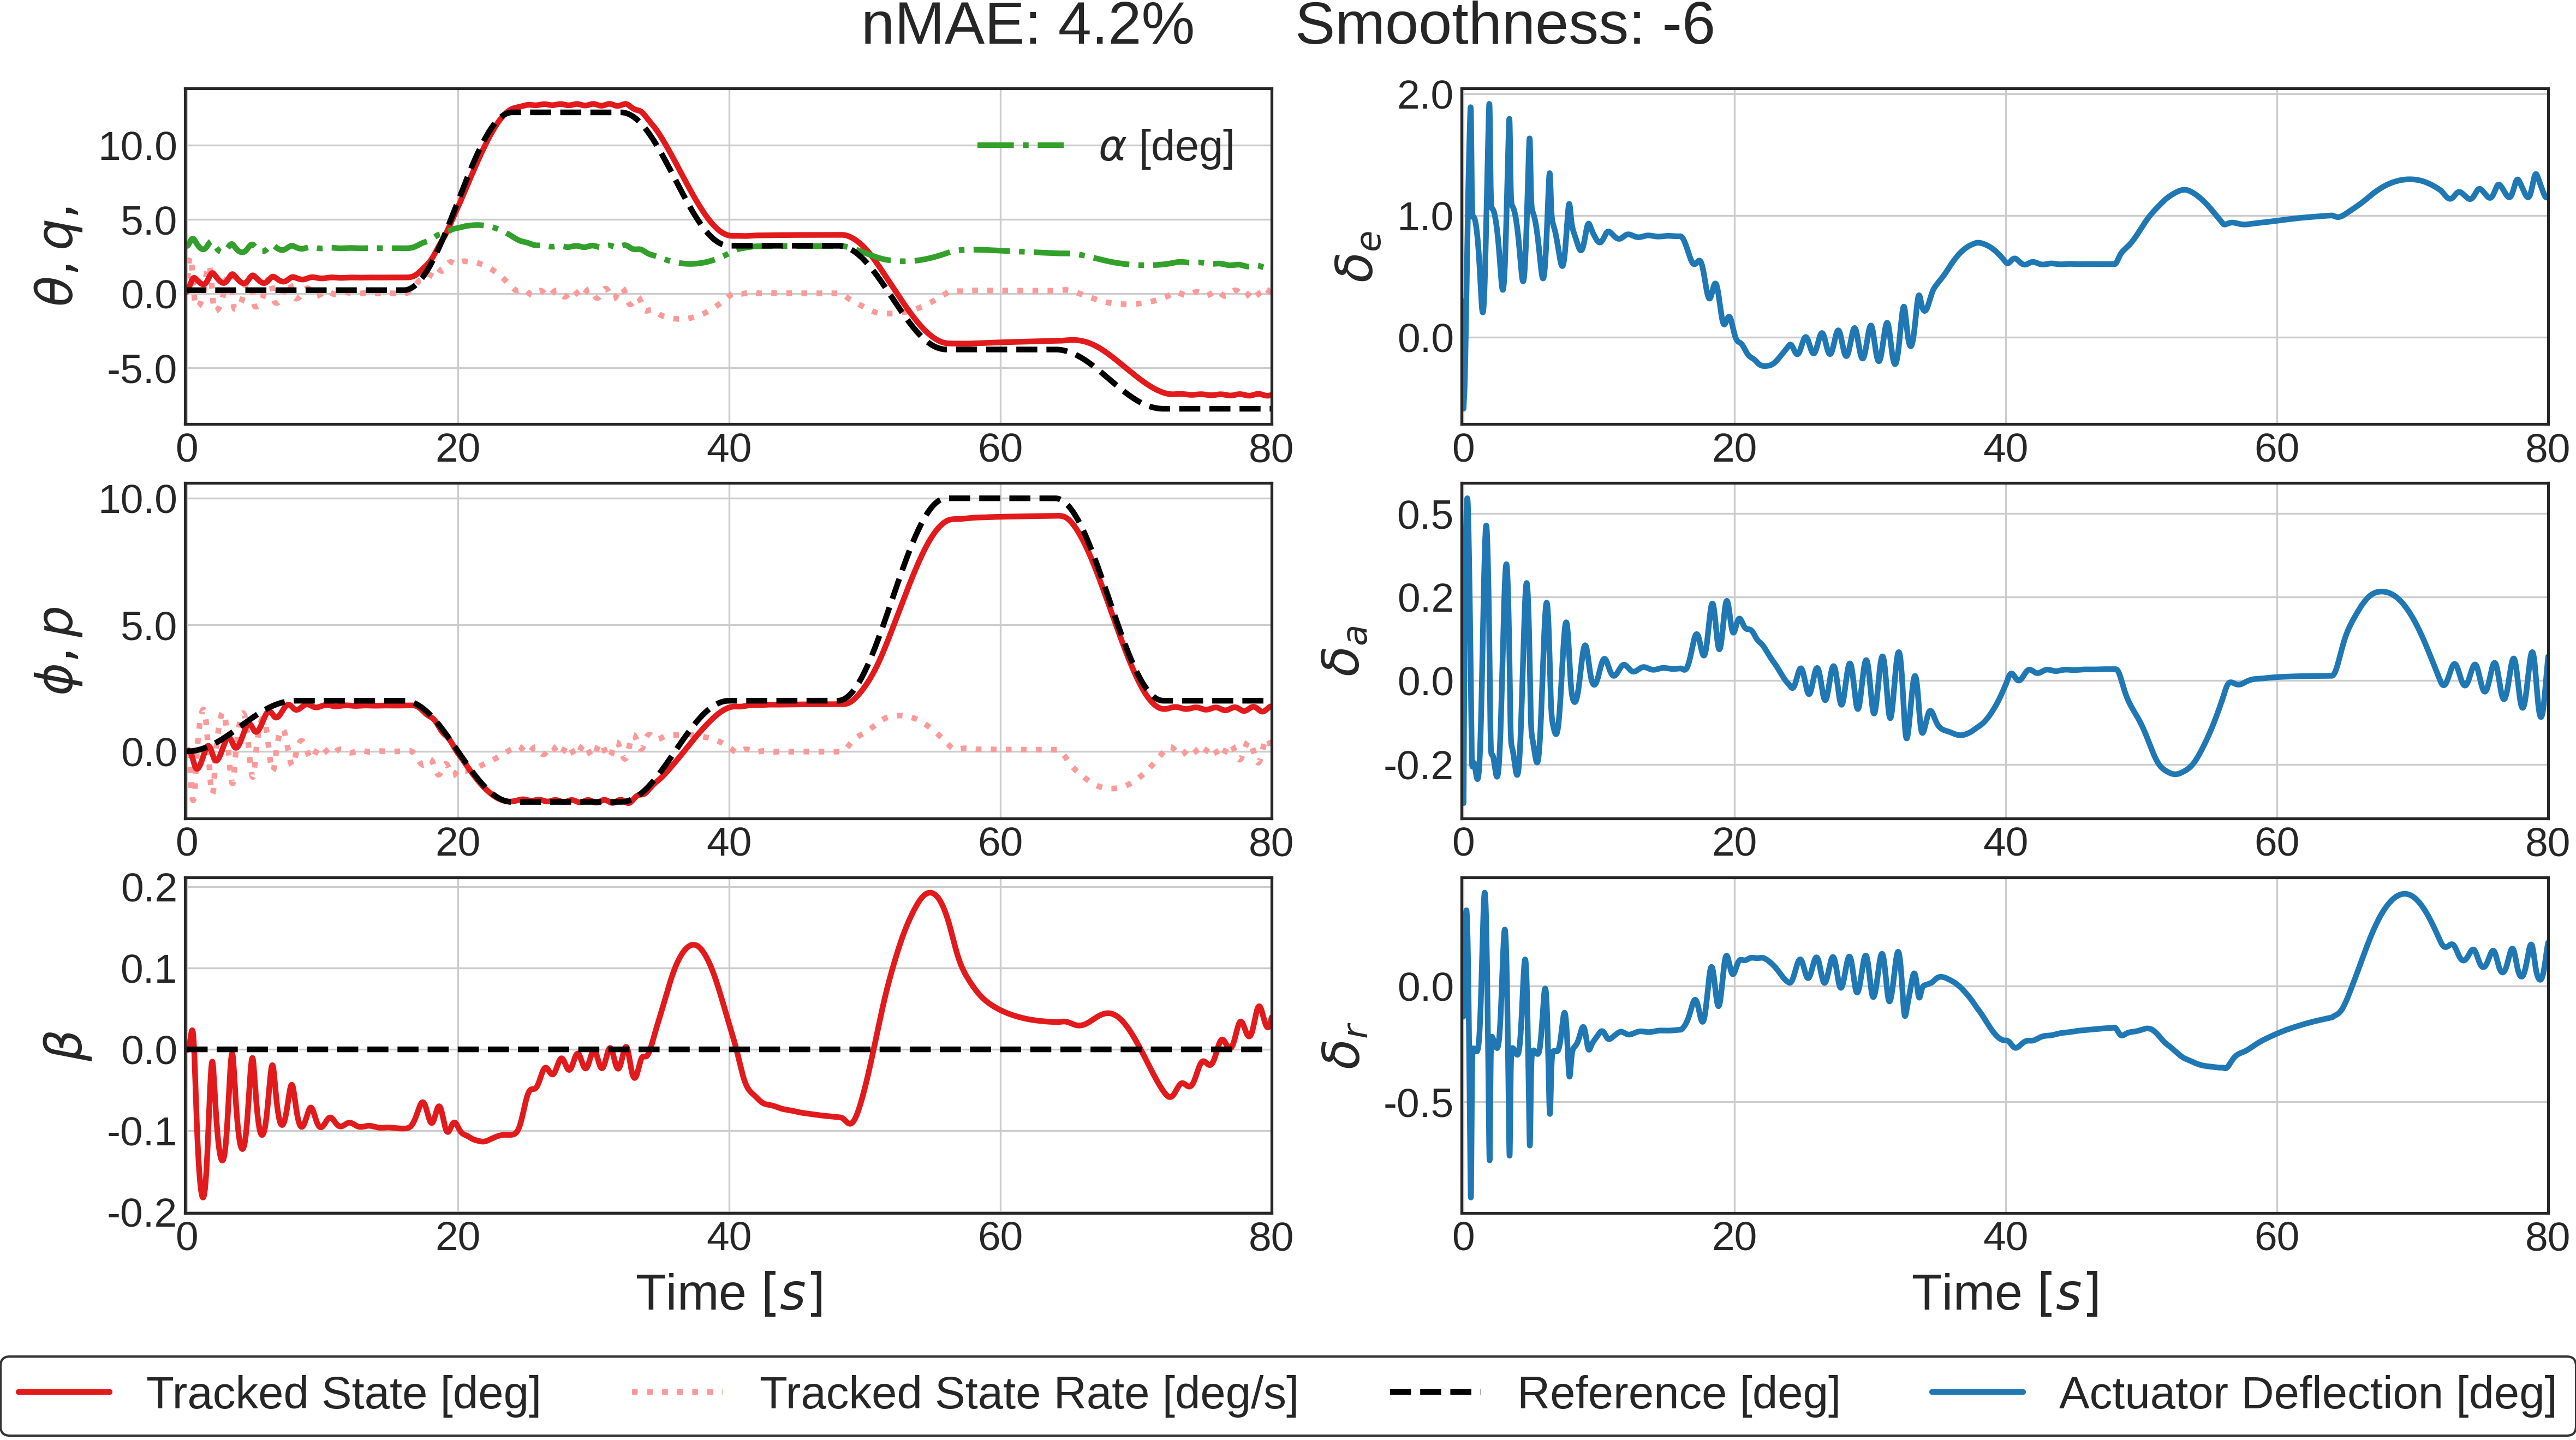 nMAE: 4.2% Smoothness: -6
θ, q,
10.0
5.0
0.0
-5.0
α [deg]
0 20 40 60 80
δe
2.0
1.0
0.0
0 20 40 60 80
ϕ, p
10.0
5.0
0.0
0 20 40 60 80
δa
0.5
0.2
0.0
-0.2
0 20 40 60 80
β
0.2
0.1
0.0
-0.1
-0.2
0 20 40 60 80
Time [s]
δr
0.0
-0.5
0 20 40 60 80
Time [s]
Tracked State [deg] Tracked State Rate [deg/s] Reference [deg] Actuator Deflection [deg]